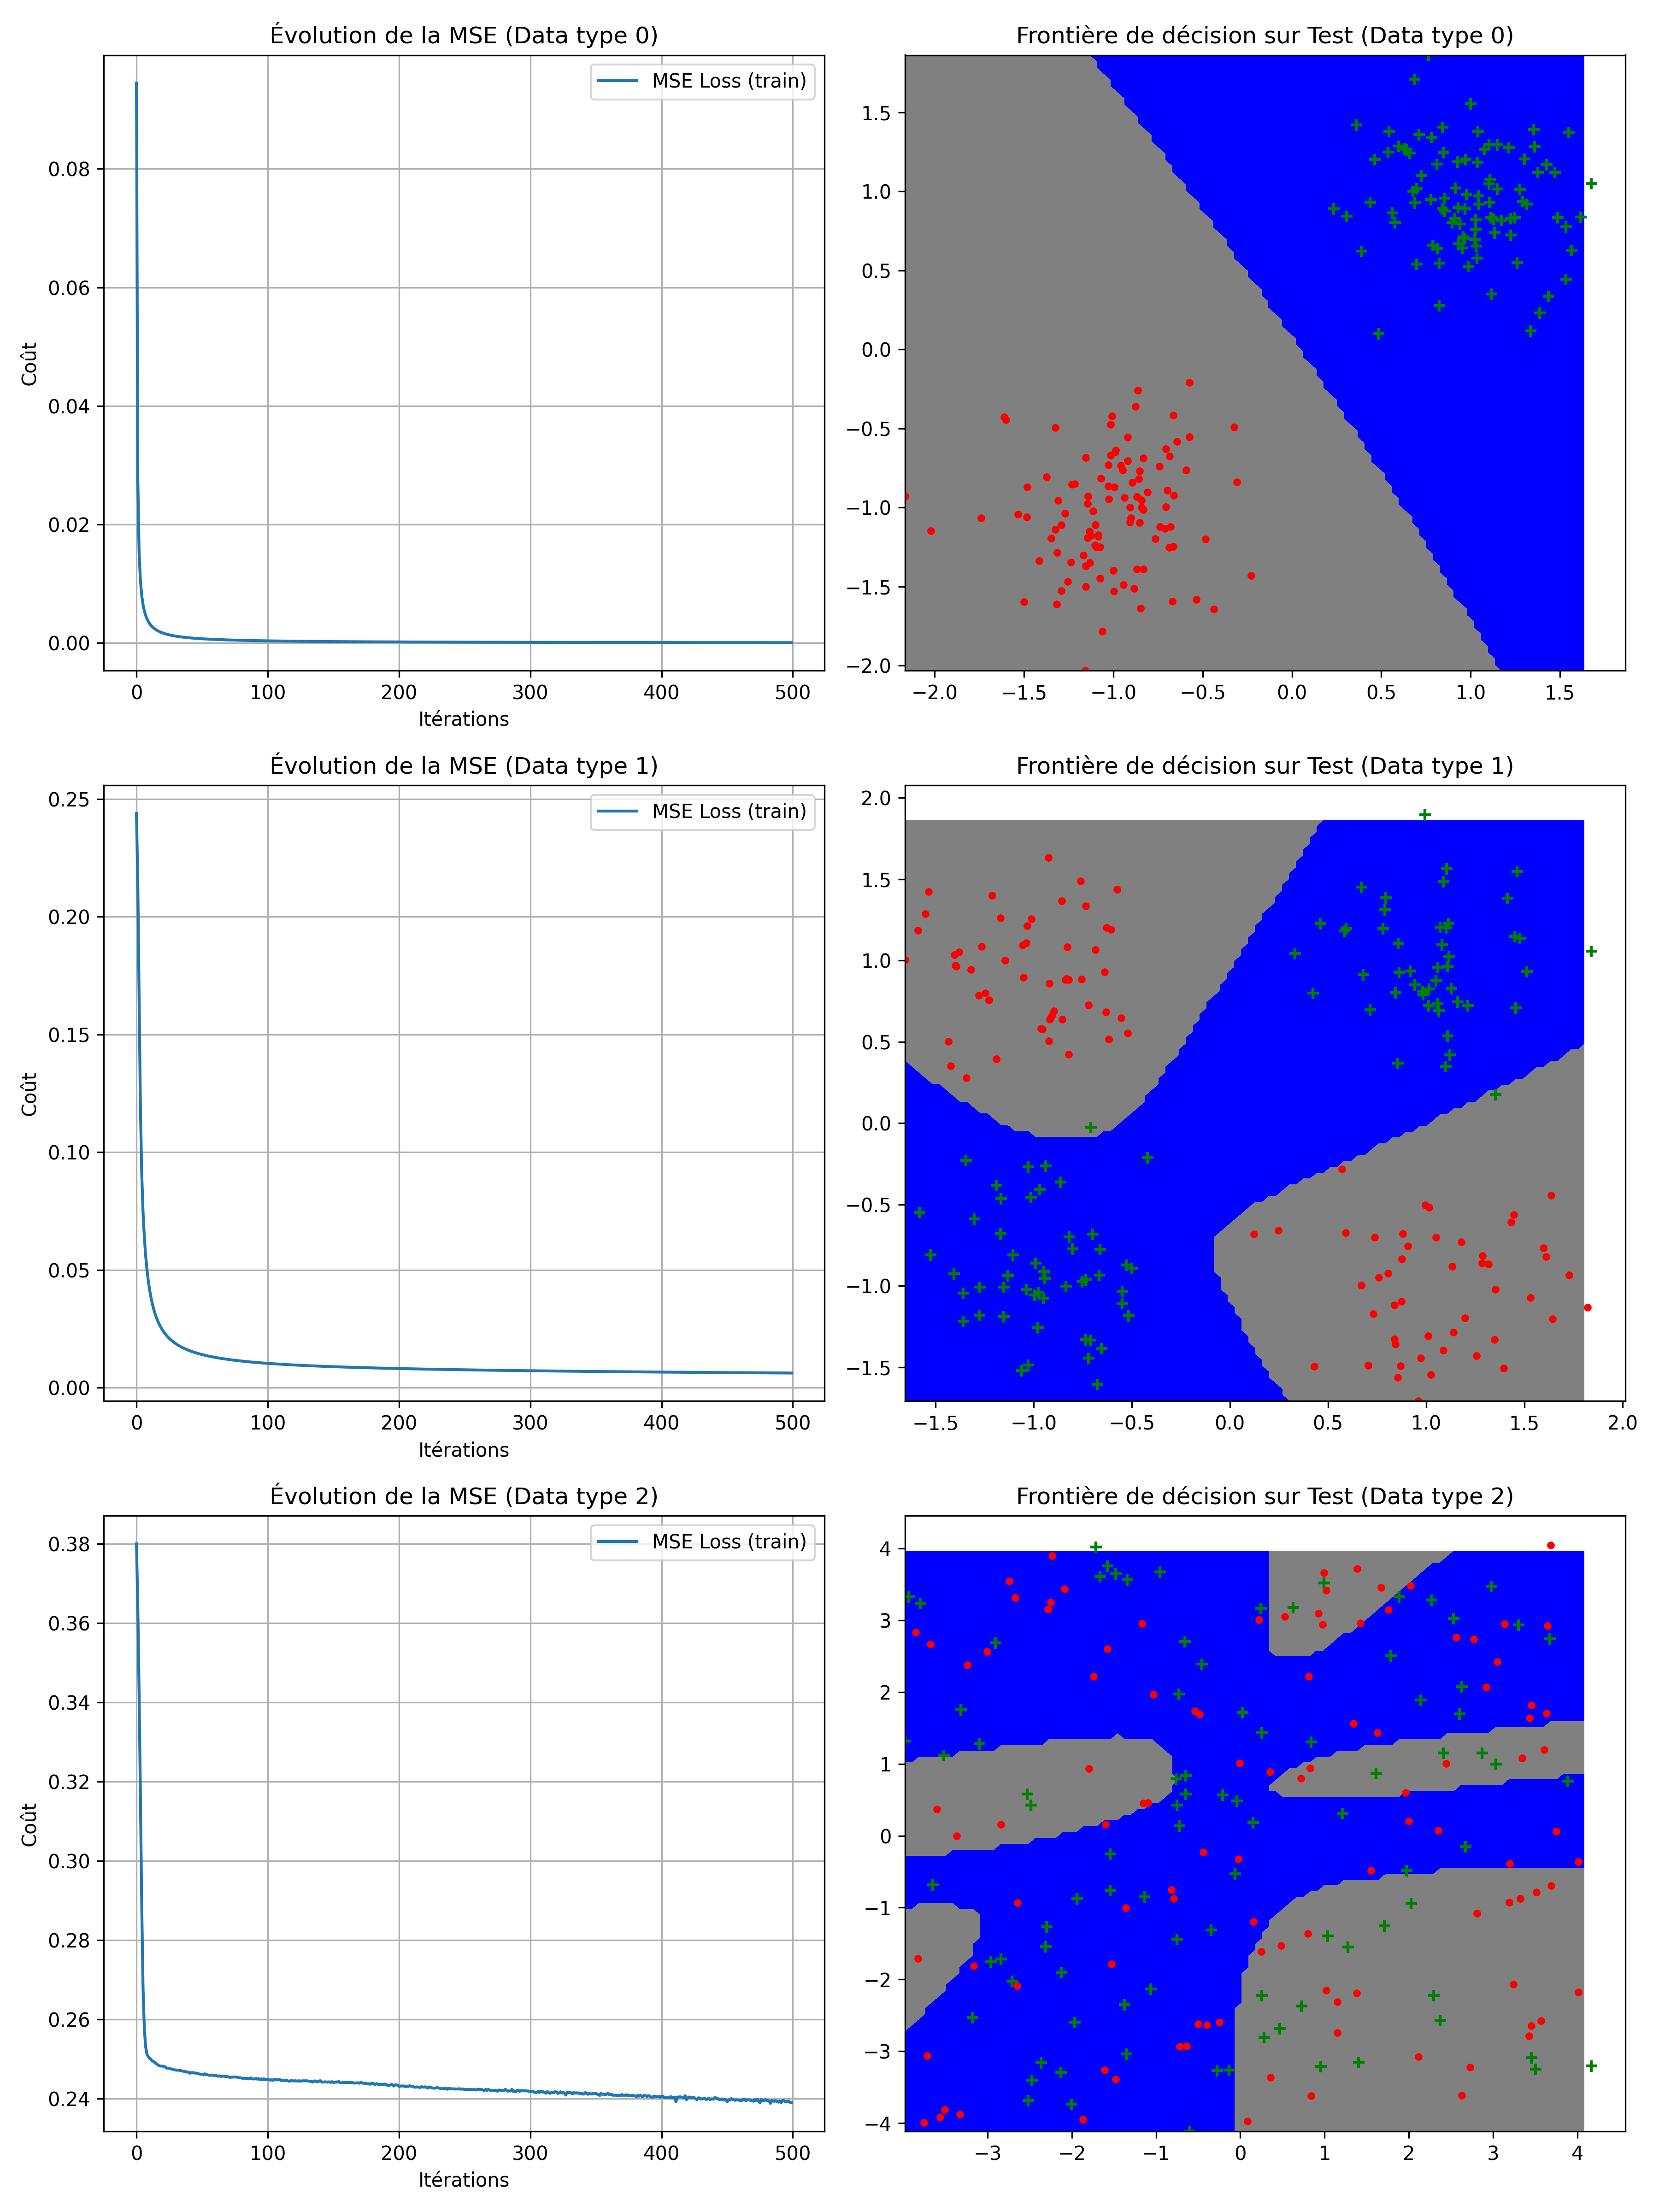 Évolution de la MSE (Data type 0)
MSE Loss (train)
Coût
0.08
0.06
0.04
0.02
0.00
0 100 200 300 400 500
Itérations
Frontière de décision sur Test (Data type 0)
1.5
1.0
0.5
0.0
−0.5
−1.0
−1.5
−2.0
−2.0 −1.5 −1.0 −0.5 0.0 0.5 1.0 1.5
Évolution de la MSE (Data type 1)
MSE Loss (train)
Coût
0.25
0.20
0.15
0.10
0.05
0.00
0 100 200 300 400 500
Itérations
Frontière de décision sur Test (Data type 1)
2.0
1.5
1.0
0.5
0.0
−0.5
−1.0
−1.5
−1.5 −1.0 −0.5 0.0 0.5 1.0 1.5 2.0
Évolution de la MSE (Data type 2)
MSE Loss (train)
Coût
0.38
0.36
0.34
0.32
0.30
0.28
0.26
0.24
0 100 200 300 400 500
Itérations
Frontière de décision sur Test (Data type 2)
4
3
2
1
0
−1
−2
−3
−4
−3 −2 −1 0 1 2 3 4